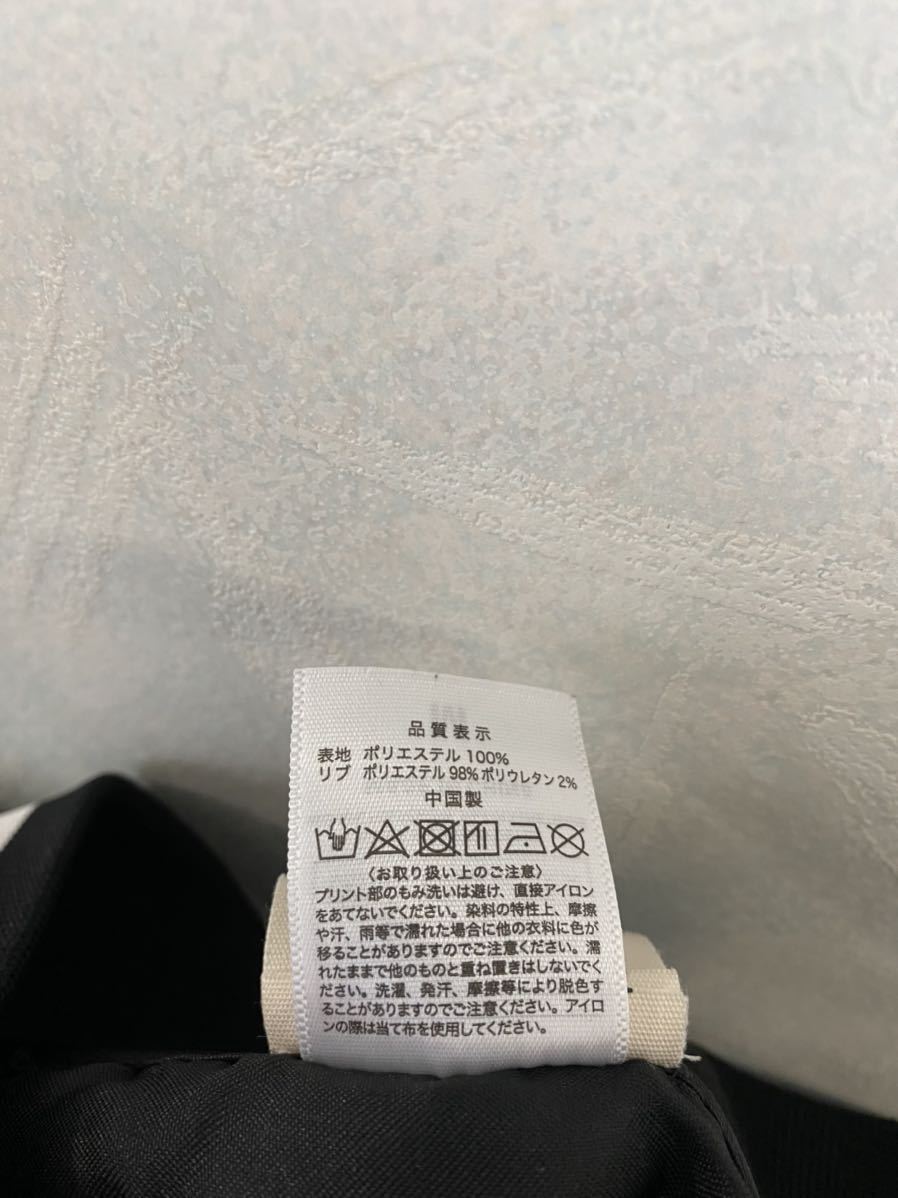 品質表示
表地 ポリエステル 100%
リブ ポリエステル 98% ポリウレタン 2%
中国製
〈お取り扱い上のご注意〉
プリント部のもみ洗いは避け、直接アイロン
をあてないでください。染料の特性上、摩擦
や汗、雨等で濡れた場合に他の衣料に色が
移ることがありますのでご注意ください。濡
れたままで他のものと重ね置きはしないでく
ださい。洗濯、発汗、摩擦等により脱色す
ることがありますのでご注意ください。アイロ
ンの際は当て布を使用してください。